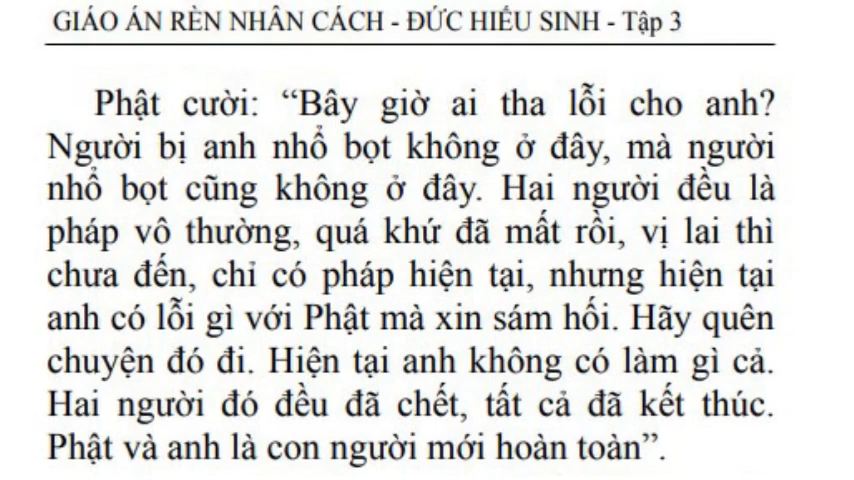 GIÁO ÁN RÈN NHÂN CÁCH - ĐỨC HIẾU SINH - Tập 3
Phật cười: “Bây giờ ai tha lỗi cho anh?
Người bị anh nhổ bọt không ở đây, mà người
nhổ bọt cũng không ở đây. Hai người đều là
pháp vô thường, quá khứ đã mất rồi, vị lai thì
chưa đến, chỉ có pháp hiện tại, nhưng hiện tại
anh có lỗi gì với Phật mà xin sám hối. Hãy quên
chuyện đó đi. Hiện tại anh không có làm gì cả.
Hai người đó đều đã chết, tất cả đã kết thúc.
Phật và anh là con người mới hoàn toàn”.